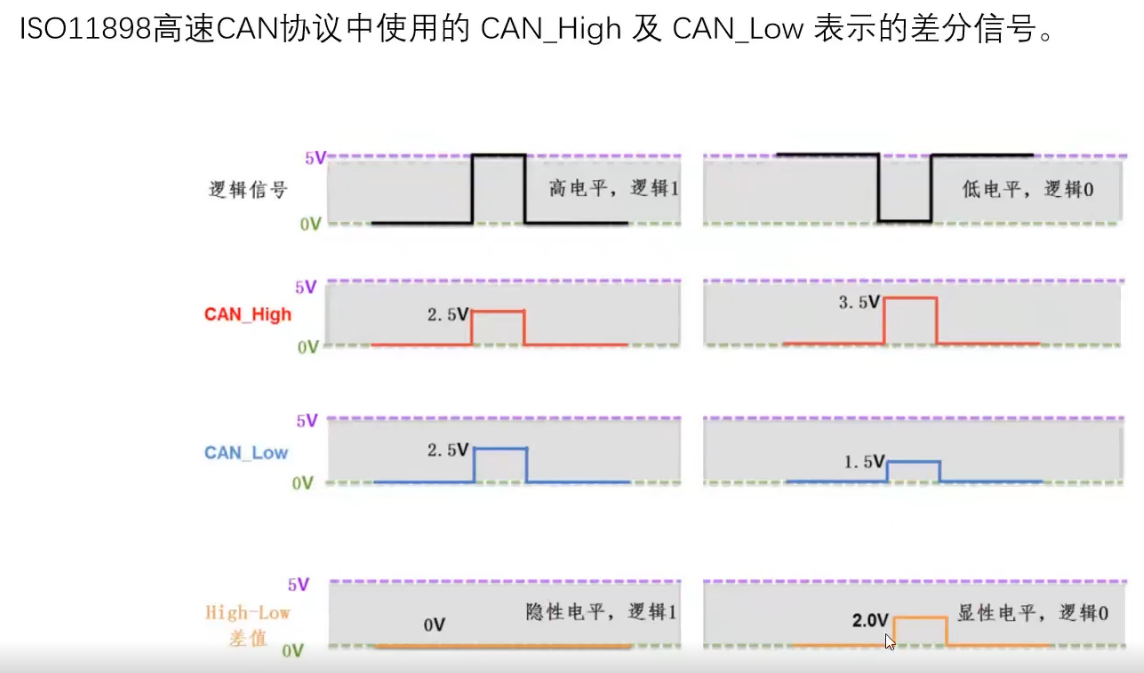 ISO11898高速CAN协议中使用的 CAN_High 及 CAN_Low 表示的差分信号。
5V
逻辑信号
高电平，逻辑1
低电平，逻辑0
0V
5V
CAN_High
2.5V
3.5V
0V
5V
CAN_Low
2.5V
1.5V
0V
5V
High-Low
差值
0V
隐性电平，逻辑1
2.0V
显性电平，逻辑0
0V